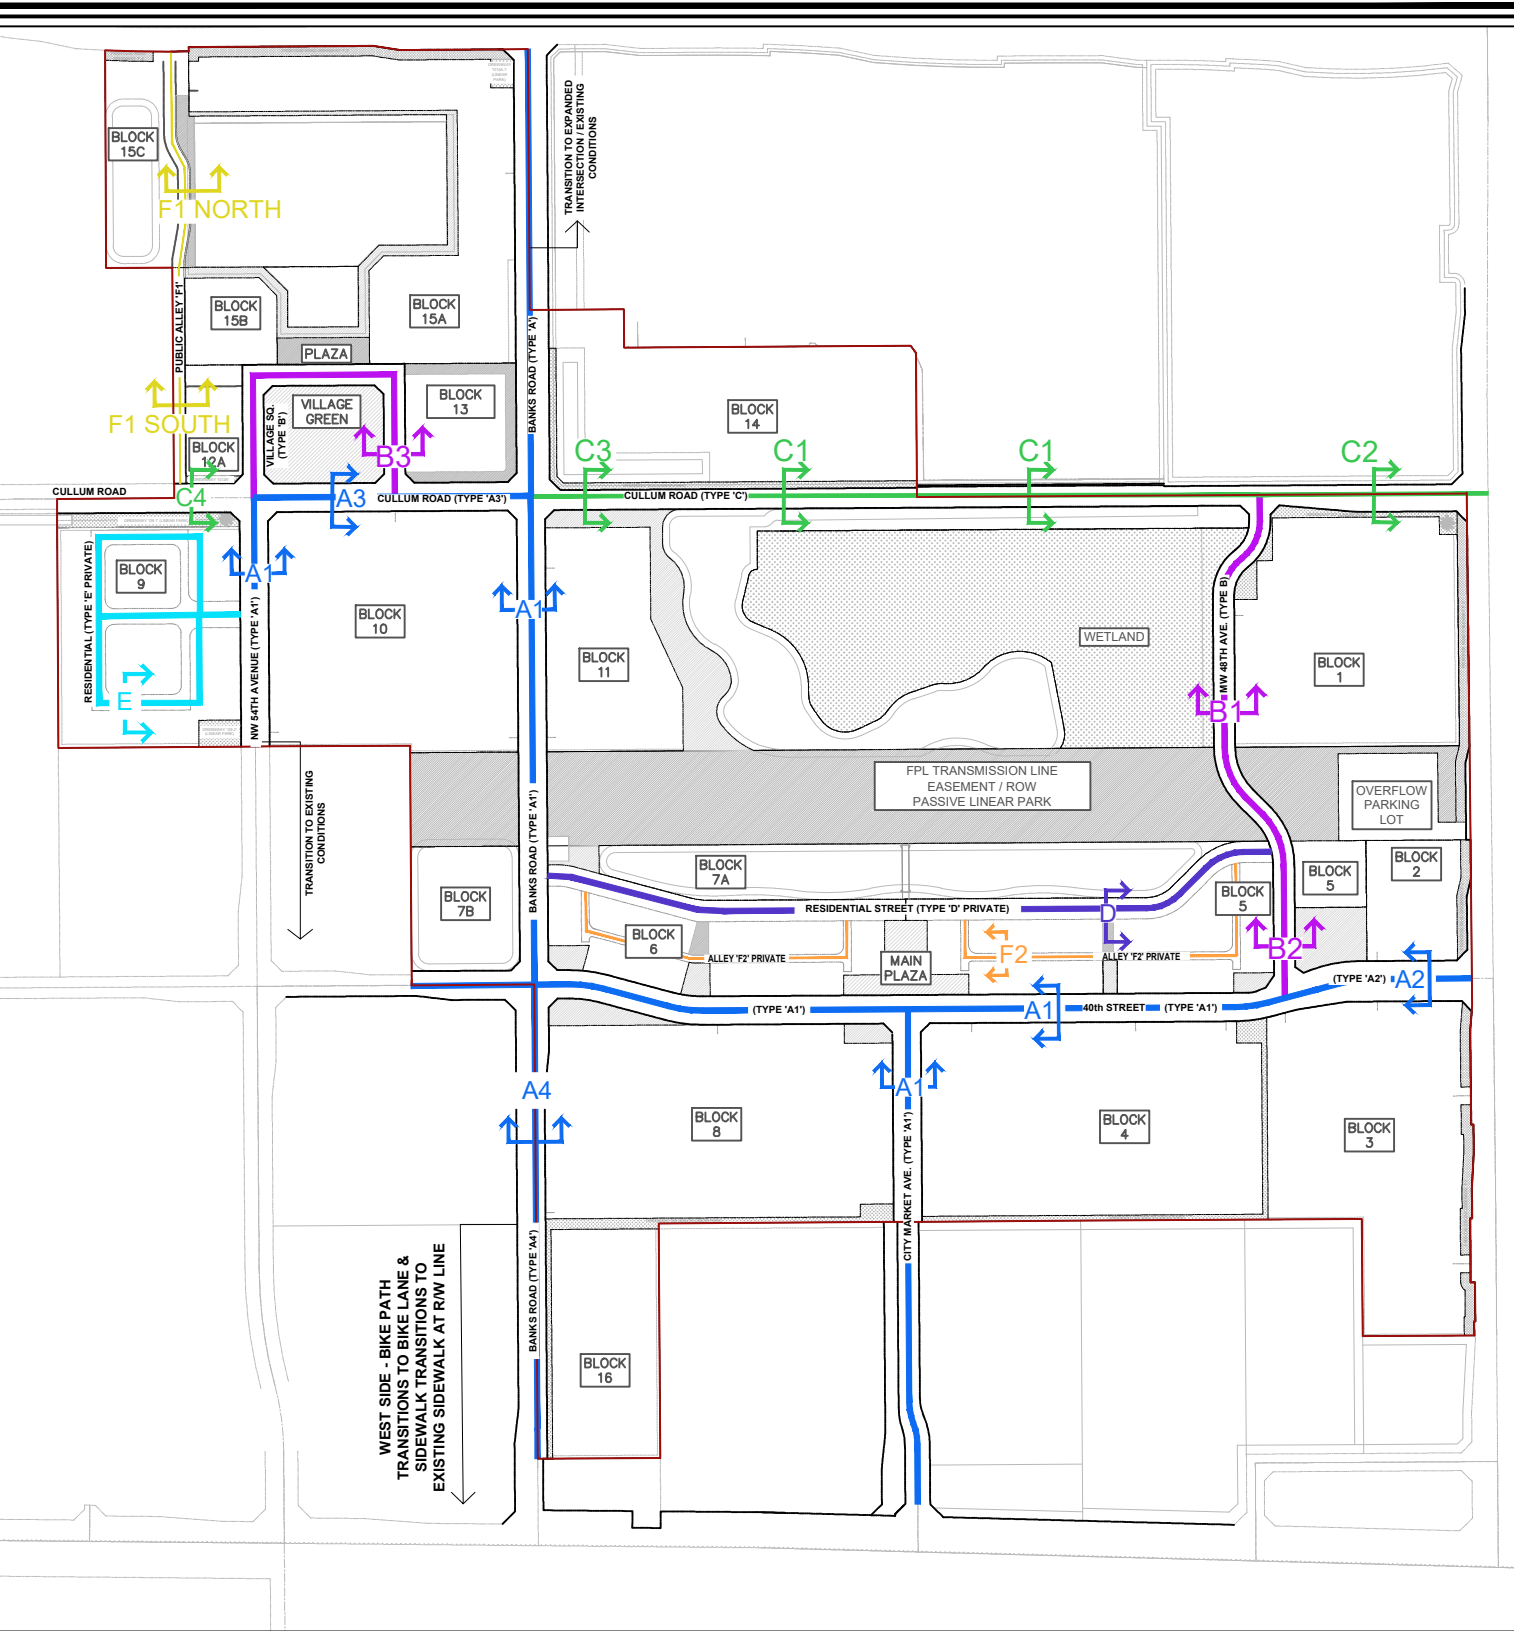 TRANSITION TO EXPANDED
INTERSECTION / EXISTING
CONDITIONS
BLOCK
15C
F1 NORTH
PUBLIC ALLEY 'F1'
BLOCK
15B
BLOCK
15A
PLAZA
BANKS ROAD (TYPE 'A')
F1 SOUTH
VILLAGE SQ.
(TYPE 'B')
VILLAGE
GREEN
BLOCK
13
BLOCK
14
BLOCK
12A
B3
C3
C1
C1
C2
CULLUM ROAD
C4
A3
CULLUM ROAD (TYPE 'A3')
CULLUM ROAD (TYPE 'C')
RESIDENTIAL (TYPE 'E' PRIVATE)
BLOCK
9
A1
NW 54TH AVENUE (TYPE 'A1')
BLOCK
10
A1
BLOCK
11
WETLAND
MW 48TH AVE. (TYPE B)
BLOCK
1
E
B1
TRANSITION TO EXISTING
CONDITIONS
BANKS ROAD (TYPE 'A1')
FPL TRANSMISSION LINE
EASEMENT / ROW
PASSIVE LINEAR PARK
OVERFLOW
PARKING
LOT
BLOCK
7B
BLOCK
7A
BLOCK
5
BLOCK
5
BLOCK
2
RESIDENTIAL STREET (TYPE 'D' PRIVATE)
D
BLOCK
6
ALLEY 'F2' PRIVATE
MAIN
PLAZA
F2
ALLEY 'F2' PRIVATE
B2
(TYPE 'A2')
A2
(TYPE 'A1')
A1
40th STREET
(TYPE 'A1')
A4
A1
BLOCK
8
BLOCK
4
BLOCK
3
CITY MARKET AVE. (TYPE 'A1')
BANKS ROAD (TYPE 'A4')
WEST SIDE - BIKE PATH
TRANSITIONS TO BIKE LANE &
SIDEWALK TRANSITIONS TO
EXISTING SIDEWALK AT R/W LINE
BLOCK
16